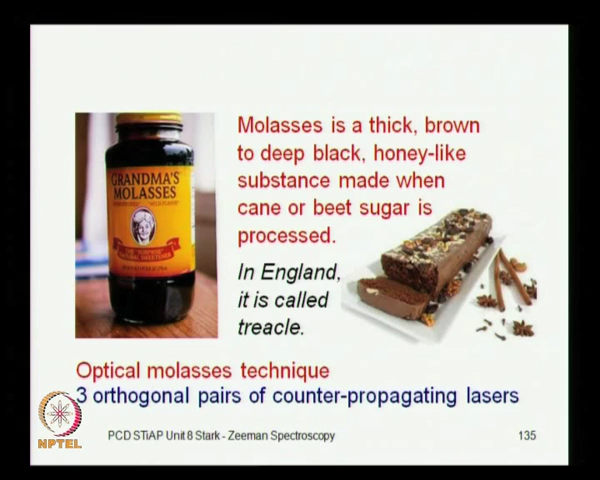 Molasses is a thick, brown
to deep black, honey-like
substance made when
cane or beet sugar is
processed.
In England,
it is called
treacle.
GRANDMA'S
MOLASSES
Optical molasses technique
3 orthogonal pairs of counter-propagating lasers
NPTEL
PCD STiAP Unit 8 Stark - Zeeman Spectroscopy
135